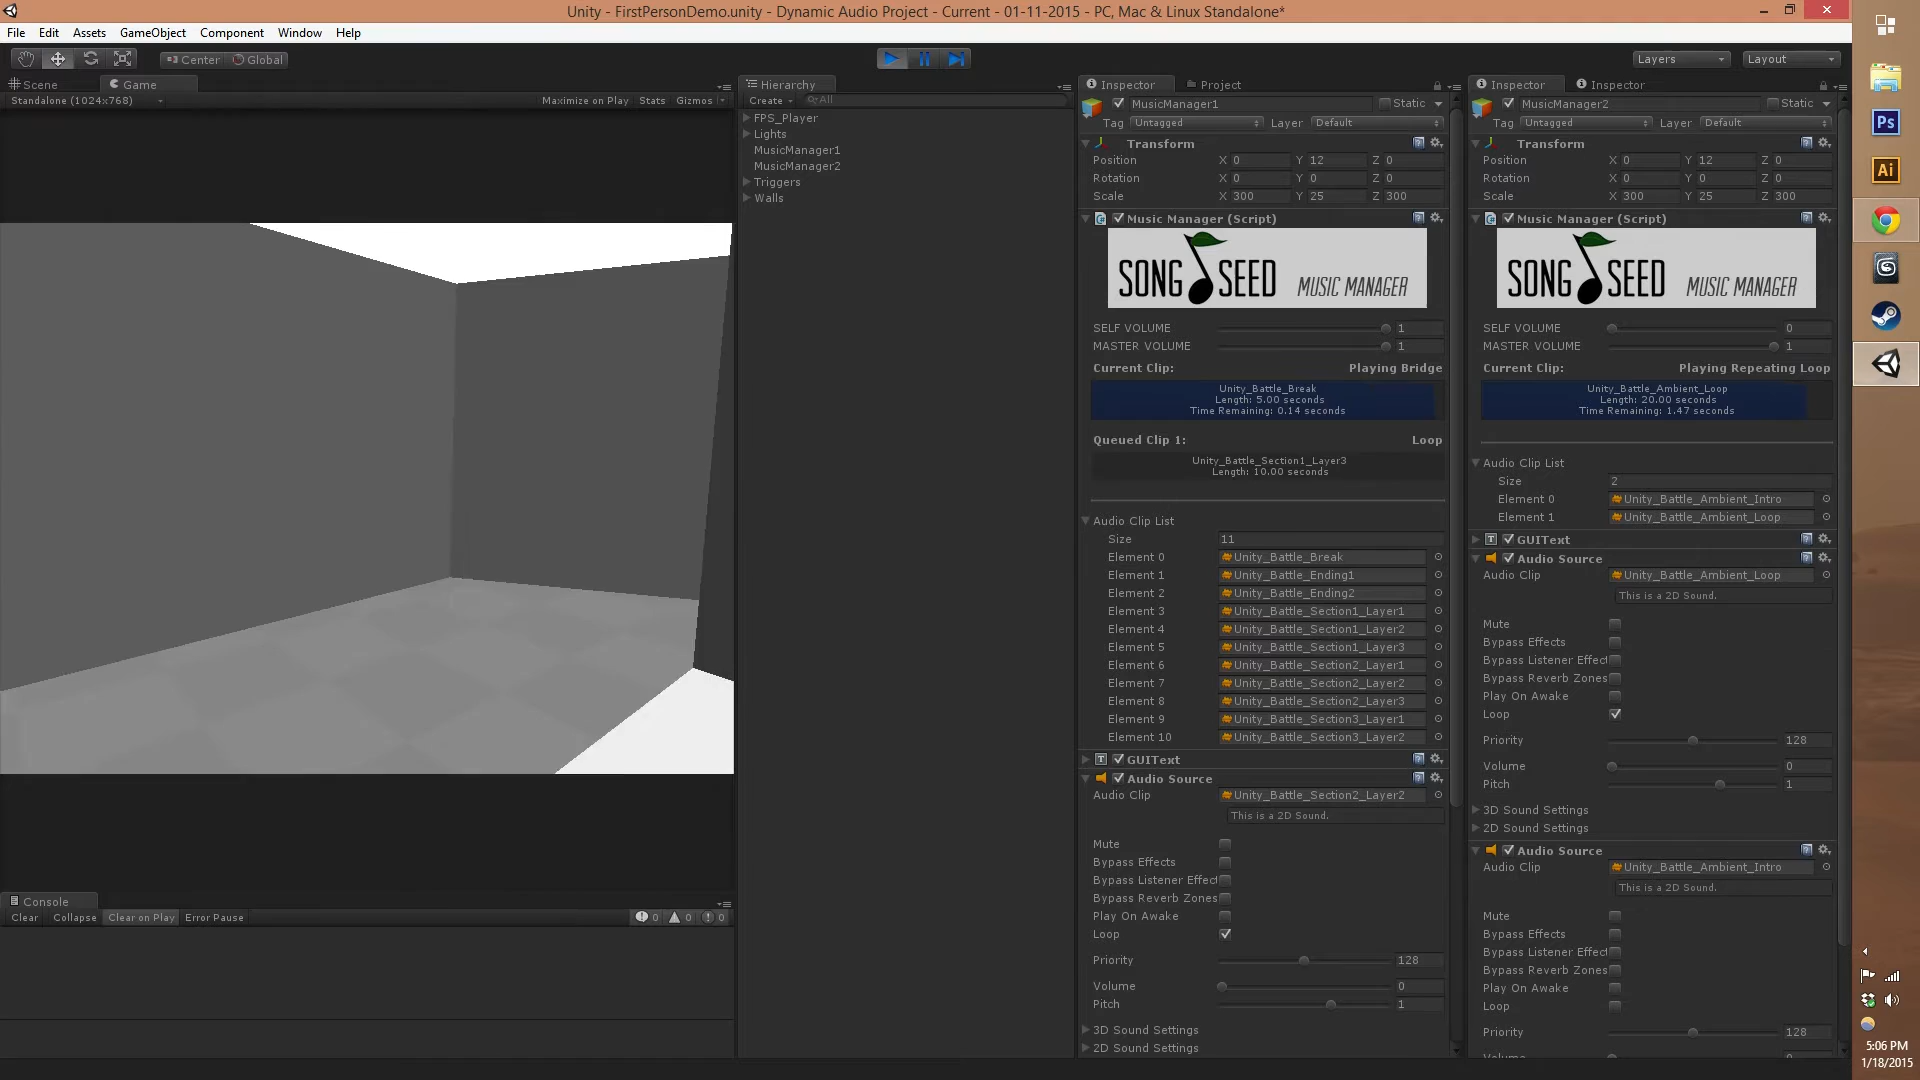 Unity - FirstPersonDemo.unity - Dynamic Audio Project - Current - 01-11-2015 - PC, Mac & Linux Standalone*
File Edit Assets GameObject Component Window Help
Center Global
Layers Layout
Scene Game
Standalone (1024x768)
Maximize on Play Stats Gizmos
Hierarchy
Create All
FPS_Player
Lights
MusicManager1
MusicManager2
Triggers
Walls
Inspector Project
MusicManager1 Static
Tag Untagged Layer Default
Transform
Position X 0 Y 12 Z 0
Rotation X 0 Y 0 Z 0
Scale X 300 Y 25 Z 300
Music Manager (Script)
SONG SEED MUSIC MANAGER
SELF VOLUME 1
MASTER VOLUME 1
Current Clip: Playing Bridge
Unity_Battle_Break
Length: 5.00 seconds
Time Remaining: 0.14 seconds
Queued Clip 1: Loop
Unity_Battle_Section1_Layer3
Length: 10.00 seconds
Audio Clip List
Size 11
Element 0 Unity_Battle_Break
Element 1 Unity_Battle_Ending1
Element 2 Unity_Battle_Ending2
Element 3 Unity_Battle_Section1_Layer1
Element 4 Unity_Battle_Section1_Layer2
Element 5 Unity_Battle_Section1_Layer3
Element 6 Unity_Battle_Section2_Layer1
Element 7 Unity_Battle_Section2_Layer2
Element 8 Unity_Battle_Section2_Layer3
Element 9 Unity_Battle_Section3_Layer1
Element 10 Unity_Battle_Section3_Layer2
GUIText
Audio Source
Audio Clip Unity_Battle_Section2_Layer2
This is a 2D Sound.
Mute
Bypass Effects
Bypass Listener Effect
Bypass Reverb Zones
Play On Awake
Loop
Priority 128
Volume 0
Pitch 1
3D Sound Settings
2D Sound Settings
Inspector Inspector
MusicManager2 Static
Tag Untagged Layer Default
Transform
Position X 0 Y 12 Z 0
Rotation X 0 Y 0 Z 0
Scale X 300 Y 25 Z 300
Music Manager (Script)
SONG SEED MUSIC MANAGER
SELF VOLUME 0
MASTER VOLUME 1
Current Clip: Playing Repeating Loop
Unity_Battle_Ambient_Loop
Length: 20.00 seconds
Time Remaining: 1.47 seconds
Audio Clip List
Size 2
Element 0 Unity_Battle_Ambient_Intro
Element 1 Unity_Battle_Ambient_Loop
GUIText
Audio Source
Audio Clip Unity_Battle_Ambient_Loop
This is a 2D Sound.
Mute
Bypass Effects
Bypass Listener Effect
Bypass Reverb Zones
Play On Awake
Loop
Priority 128
Volume 0
Pitch 1
3D Sound Settings
2D Sound Settings
Audio Source
Audio Clip Unity_Battle_Ambient_Intro
This is a 2D Sound.
Mute
Bypass Effects
Bypass Listener Effect
Bypass Reverb Zones
Play On Awake
Loop
Priority 128
Console
Clear Collapse Clear on Play Error Pause
0 0 0
Ps
Ai
5:06 PM
1/18/2015